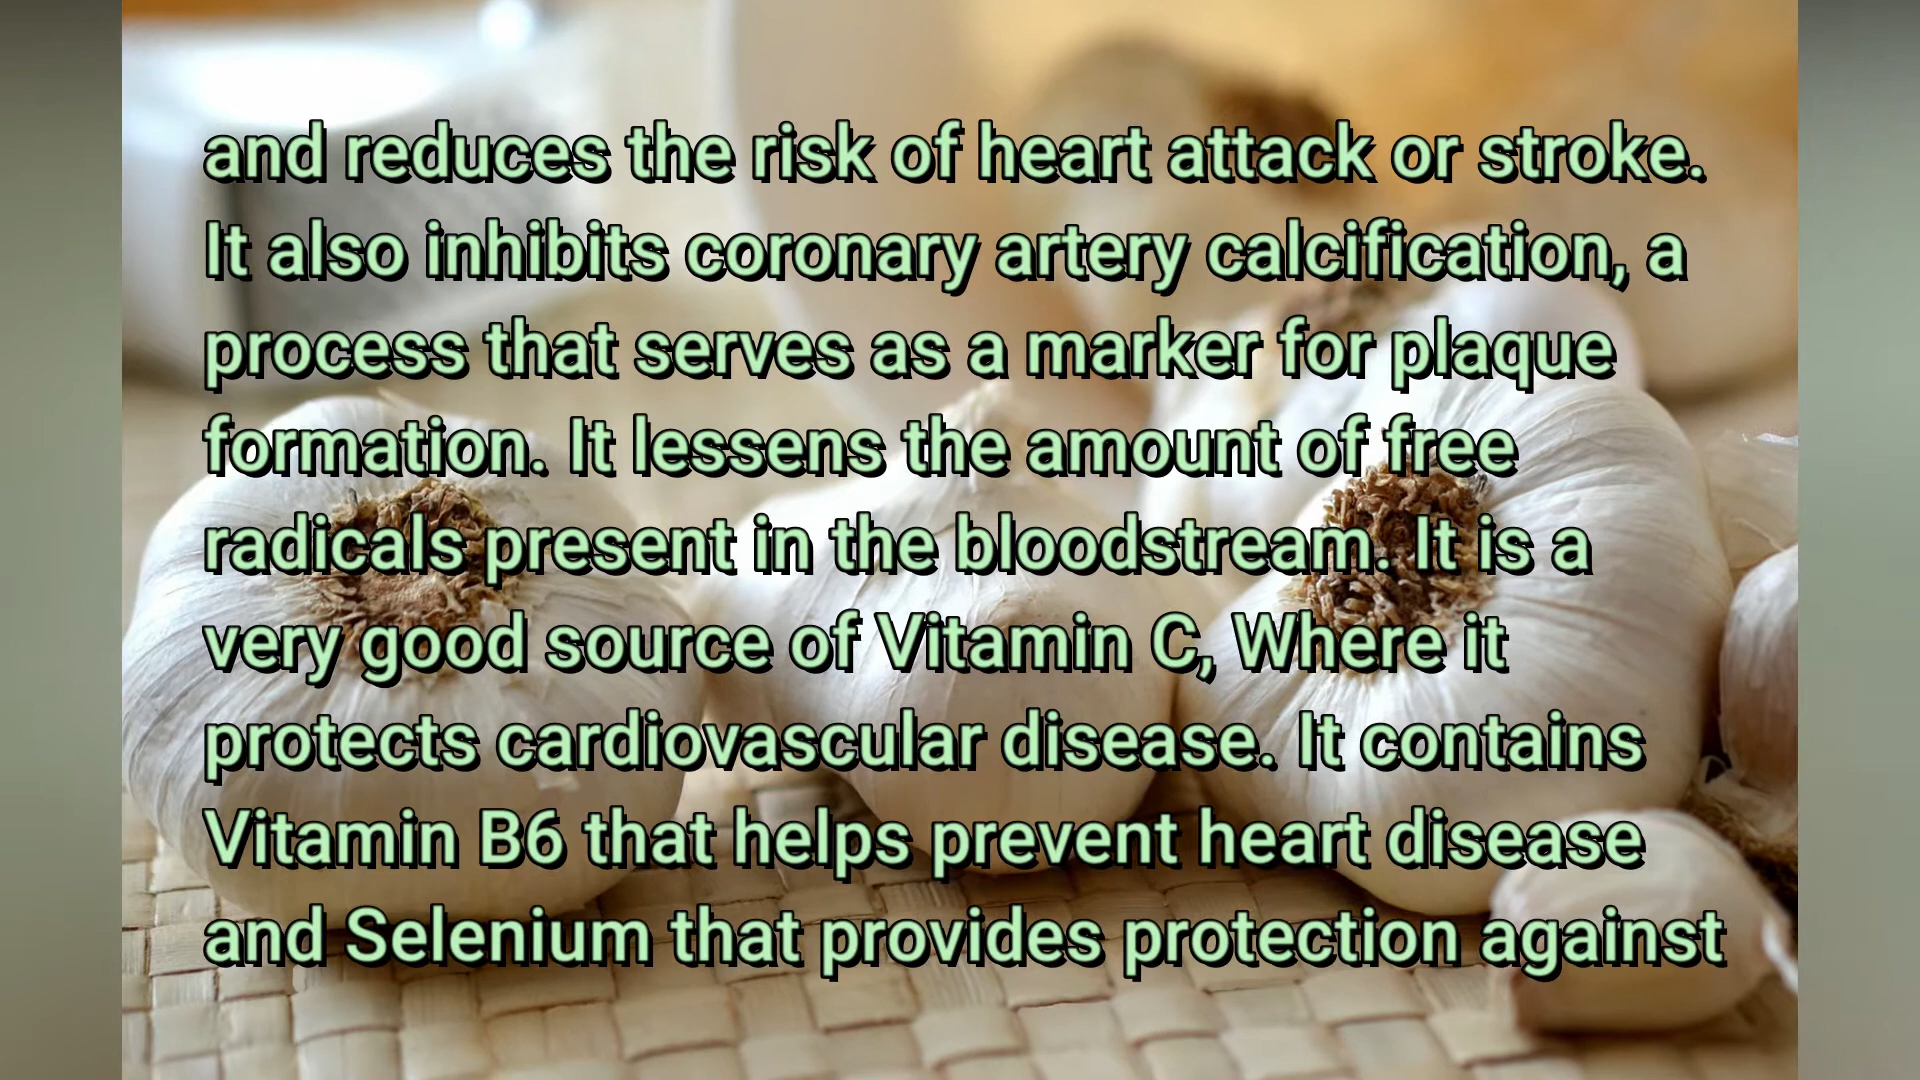 and reduces the risk of heart attack or stroke.
It also inhibits coronary artery calcification, a
process that serves as a marker for plaque
formation. It lessens the amount of free
radicals present in the bloodstream. It is a
very good source of Vitamin C, Where it
protects cardiovascular disease. It contains
Vitamin B6 that helps prevent heart disease
and Selenium that provides protection against